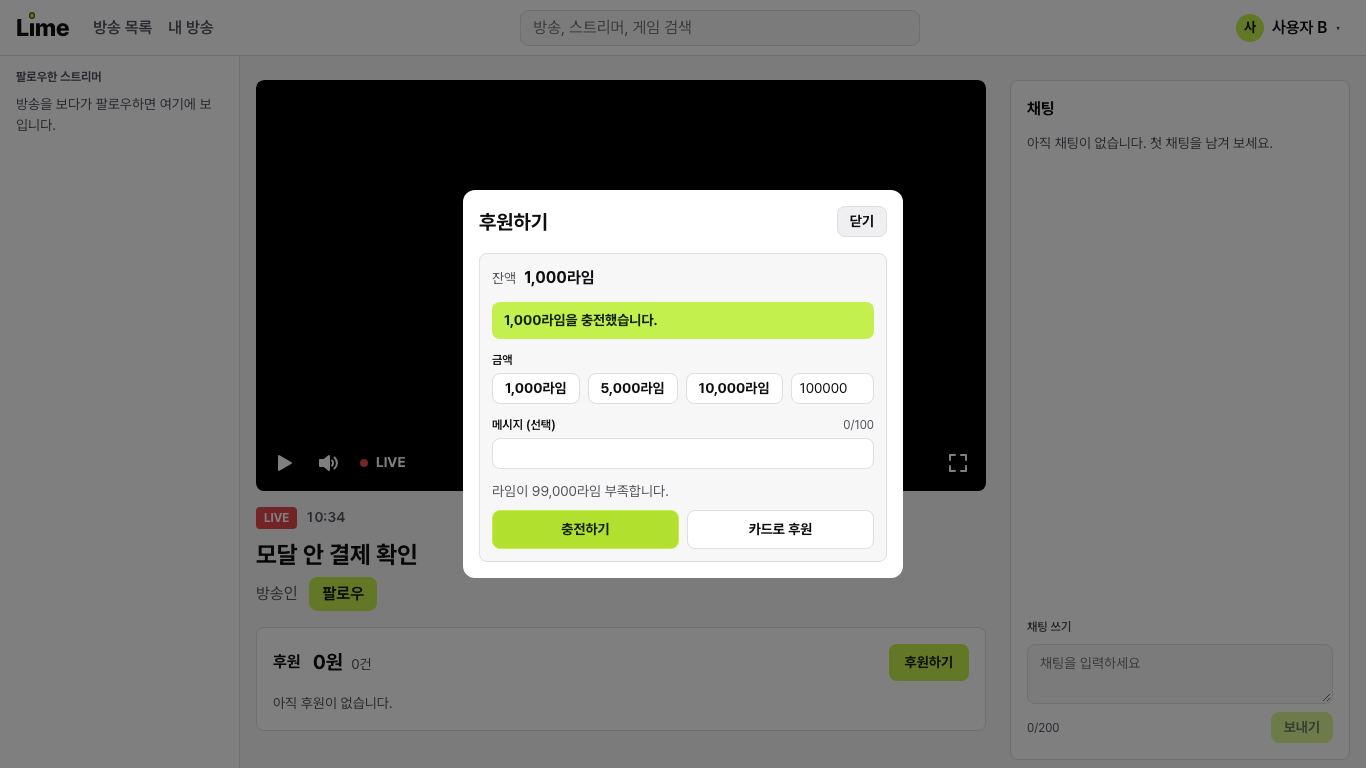 Lime
방송 목록
내 방송
방송, 스트리머, 게임 검색
사
사용자 B
팔로우한 스트리머
방송을 보다가 팔로우하면 여기에 보
입니다.
LIVE
LIVE 10:34
모달 안 결제 확인
방송인
팔로우
후원 0원 0건
후원하기
아직 후원이 없습니다.
후원하기
닫기
잔액 1,000라임
1,000라임을 충전했습니다.
금액
1,000라임
5,000라임
10,000라임
100000
메시지 (선택)
0/100
라임이 99,000라임 부족합니다.
충전하기
카드로 후원
채팅
아직 채팅이 없습니다. 첫 채팅을 남겨 보세요.
채팅 쓰기
채팅을 입력하세요
0/200
보내기